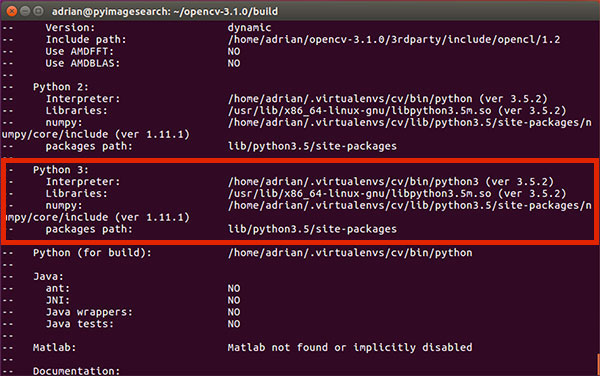 adrian@pyimagesearch: ~/opencv-3.1.0/build
--     Version:                     dynamic
--     Include path:                /home/adrian/opencv-3.1.0/3rdparty/include/opencl/1.2
--     Use AMDFFT:                  NO
--     Use AMDBLAS:                 NO
--
--   Python 2:
--     Interpreter:                 /home/adrian/.virtualenvs/cv/bin/python (ver 3.5.2)
--     Libraries:                   /usr/lib/x86_64-linux-gnu/libpython3.5m.so (ver 3.5.2)
--     numpy:                       /home/adrian/.virtualenvs/cv/lib/python3.5/site-packages/n
umpy/core/include (ver 1.11.1)
--     packages path:               lib/python3.5/site-packages
--
--   Python 3:
--     Interpreter:                 /home/adrian/.virtualenvs/cv/bin/python3 (ver 3.5.2)
--     Libraries:                   /usr/lib/x86_64-linux-gnu/libpython3.5m.so (ver 3.5.2)
--     numpy:                       /home/adrian/.virtualenvs/cv/lib/python3.5/site-packages/n
umpy/core/include (ver 1.11.1)
--     packages path:               lib/python3.5/site-packages
--
--   Python (for build):            /home/adrian/.virtualenvs/cv/bin/python
--
--   Java:
--     ant:                         NO
--     JNI:                         NO
--     Java wrappers:               NO
--     Java tests:                  NO
--
--   Matlab:                        Matlab not found or implicitly disabled
--
--   Documentation: